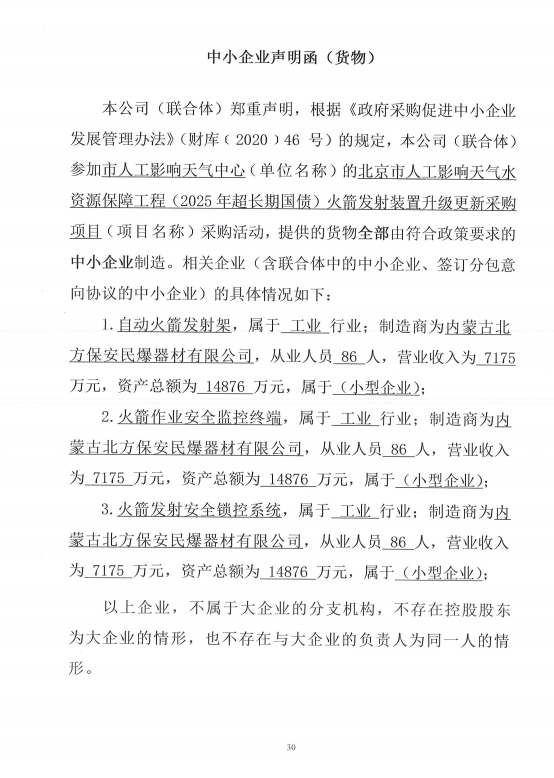 中小企业声明函（货物）
本公司（联合体）郑重声明，根据《政府采购促进中小企业
发展管理办法》（财库﹝2020﹞46 号）的规定，本公司（联合体）
参加市人工影响天气中心（单位名称）的北京市人工影响天气水
资源保障工程（2025 年超长期国债）火箭发射装置升级更新采购
项目（项目名称）采购活动，提供的货物全部由符合政策要求的
中小企业制造。相关企业（含联合体中的中小企业、签订分包意
向协议的中小企业）的具体情况如下：
1.自动火箭发射架，属于 工业 行业；制造商为内蒙古北
方保安民爆器材有限公司，从业人员 86 人，营业收入为 7175
万元，资产总额为 14876 万元，属于（小型企业）；
2.火箭作业安全监控终端，属于 工业 行业；制造商为内
蒙古北方保安民爆器材有限公司，从业人员 86 人，营业收入
为 7175 万元，资产总额为 14876 万元，属于（小型企业）；
3.火箭发射安全锁控系统，属于 工业 行业；制造商为内
蒙古北方保安民爆器材有限公司，从业人员 86 人，营业收入
为 7175 万元，资产总额为 14876 万元，属于（小型企业）；
以上企业，不属于大企业的分支机构，不存在控股股东
为大企业的情形，也不存在与大企业的负责人为同一人的情
形。
30